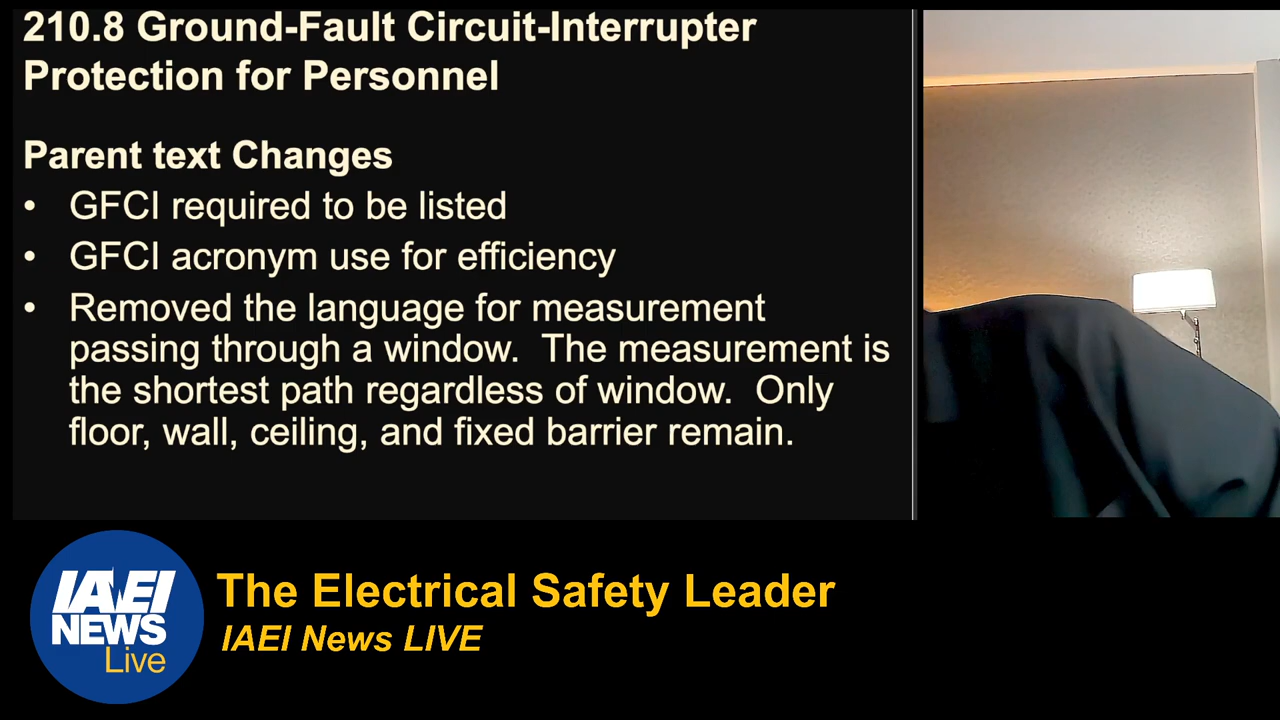 210.8 Ground-Fault Circuit-Interrupter
Protection for Personnel
Parent text Changes
• GFCI required to be listed
• GFCI acronym use for efficiency
• Removed the language for measurement
passing through a window.  The measurement is
the shortest path regardless of window.  Only
floor, wall, ceiling, and fixed barrier remain.
IAEI
NEWS
Live
The Electrical Safety Leader
IAEI News LIVE